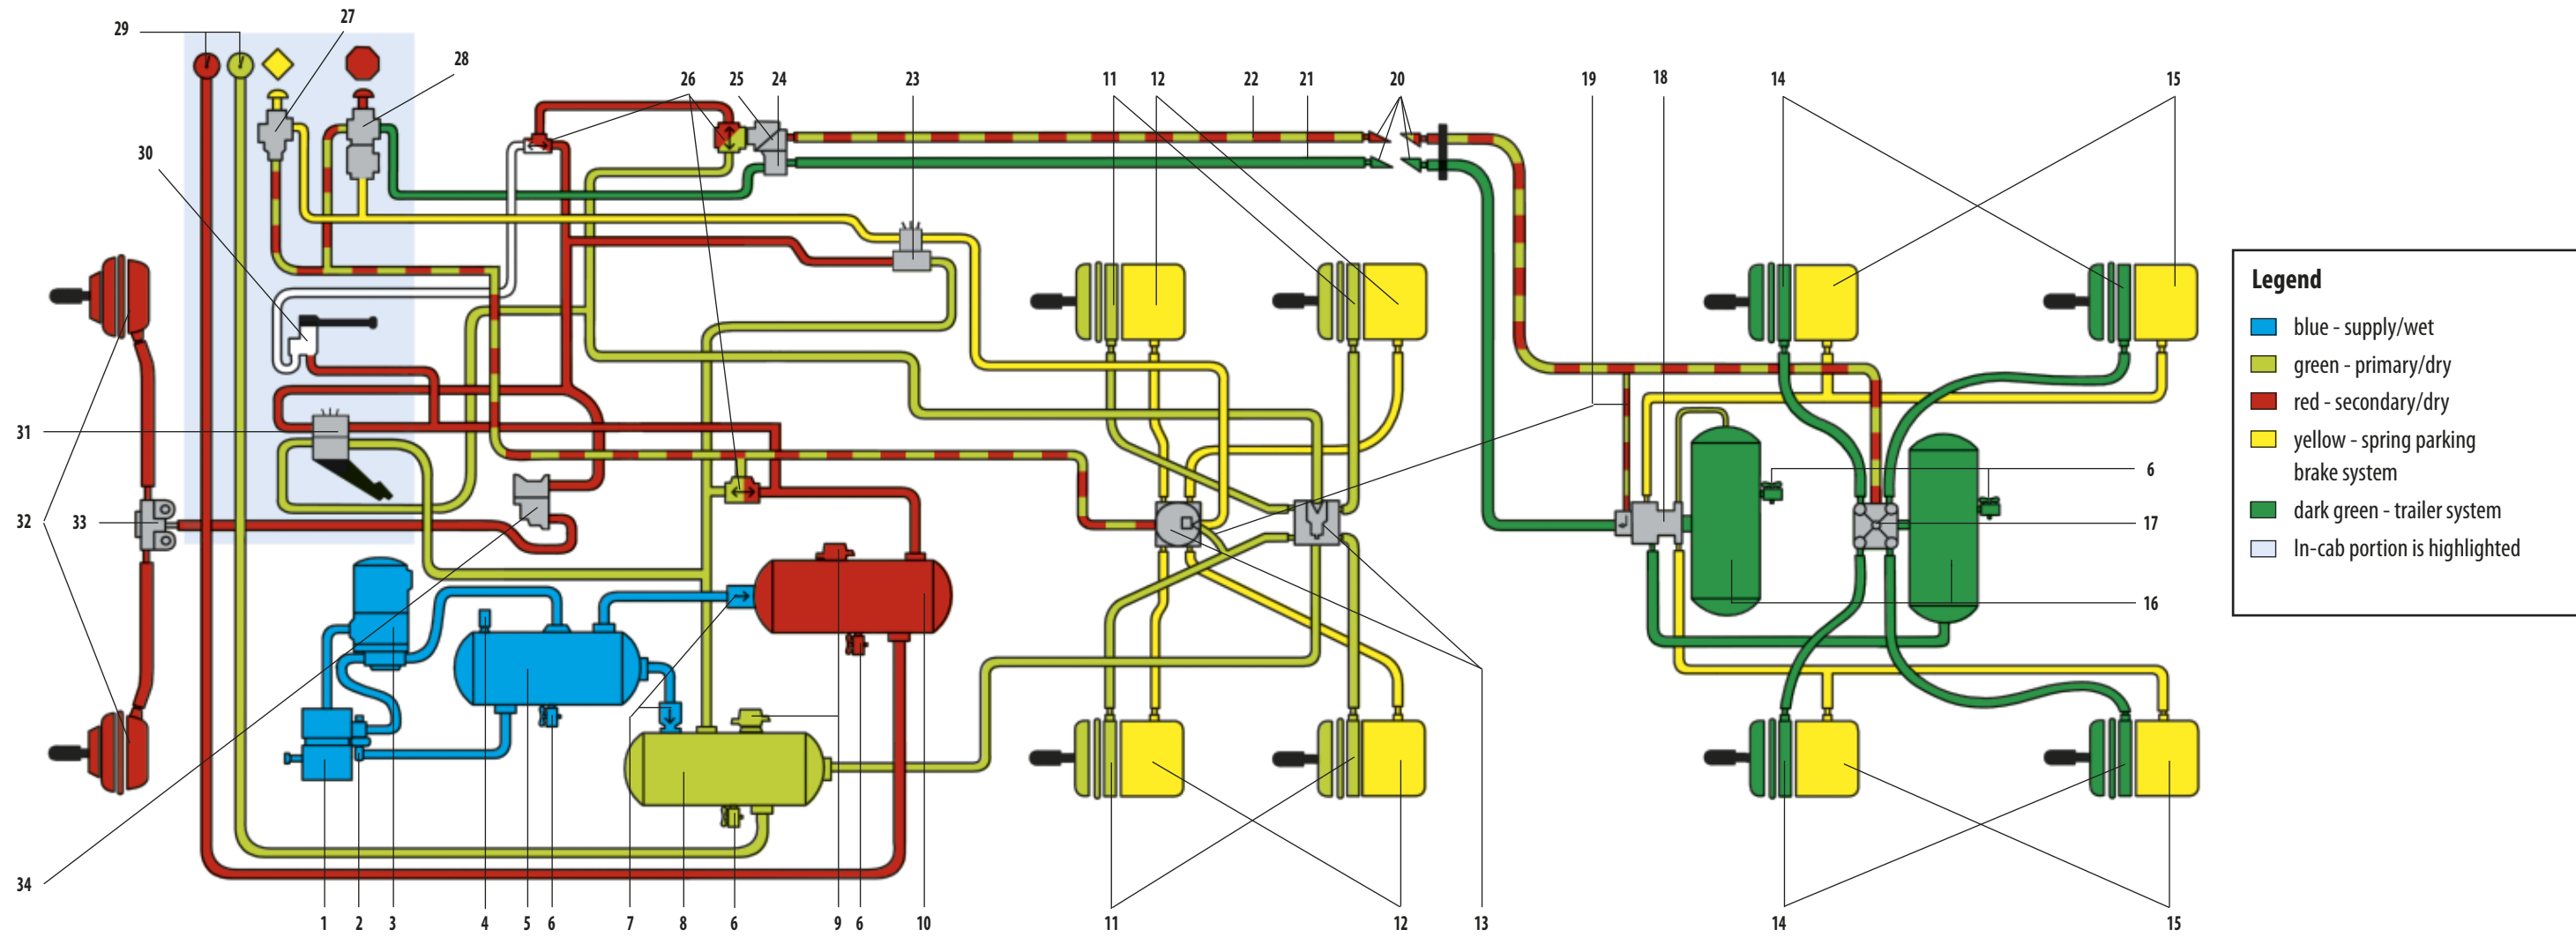 27
29
28
26 25 24 23 11 12 22 21 20 19 18 14 15
30
Legend
blue - supply/wet
green - primary/dry
red - secondary/dry
yellow - spring parking
brake system
dark green - trailer system
In-cab portion is highlighted
31
6
32 33
17
16
34
1 2 3 4 5 6 7 8 6 9 6 10 11 12 13 14 15